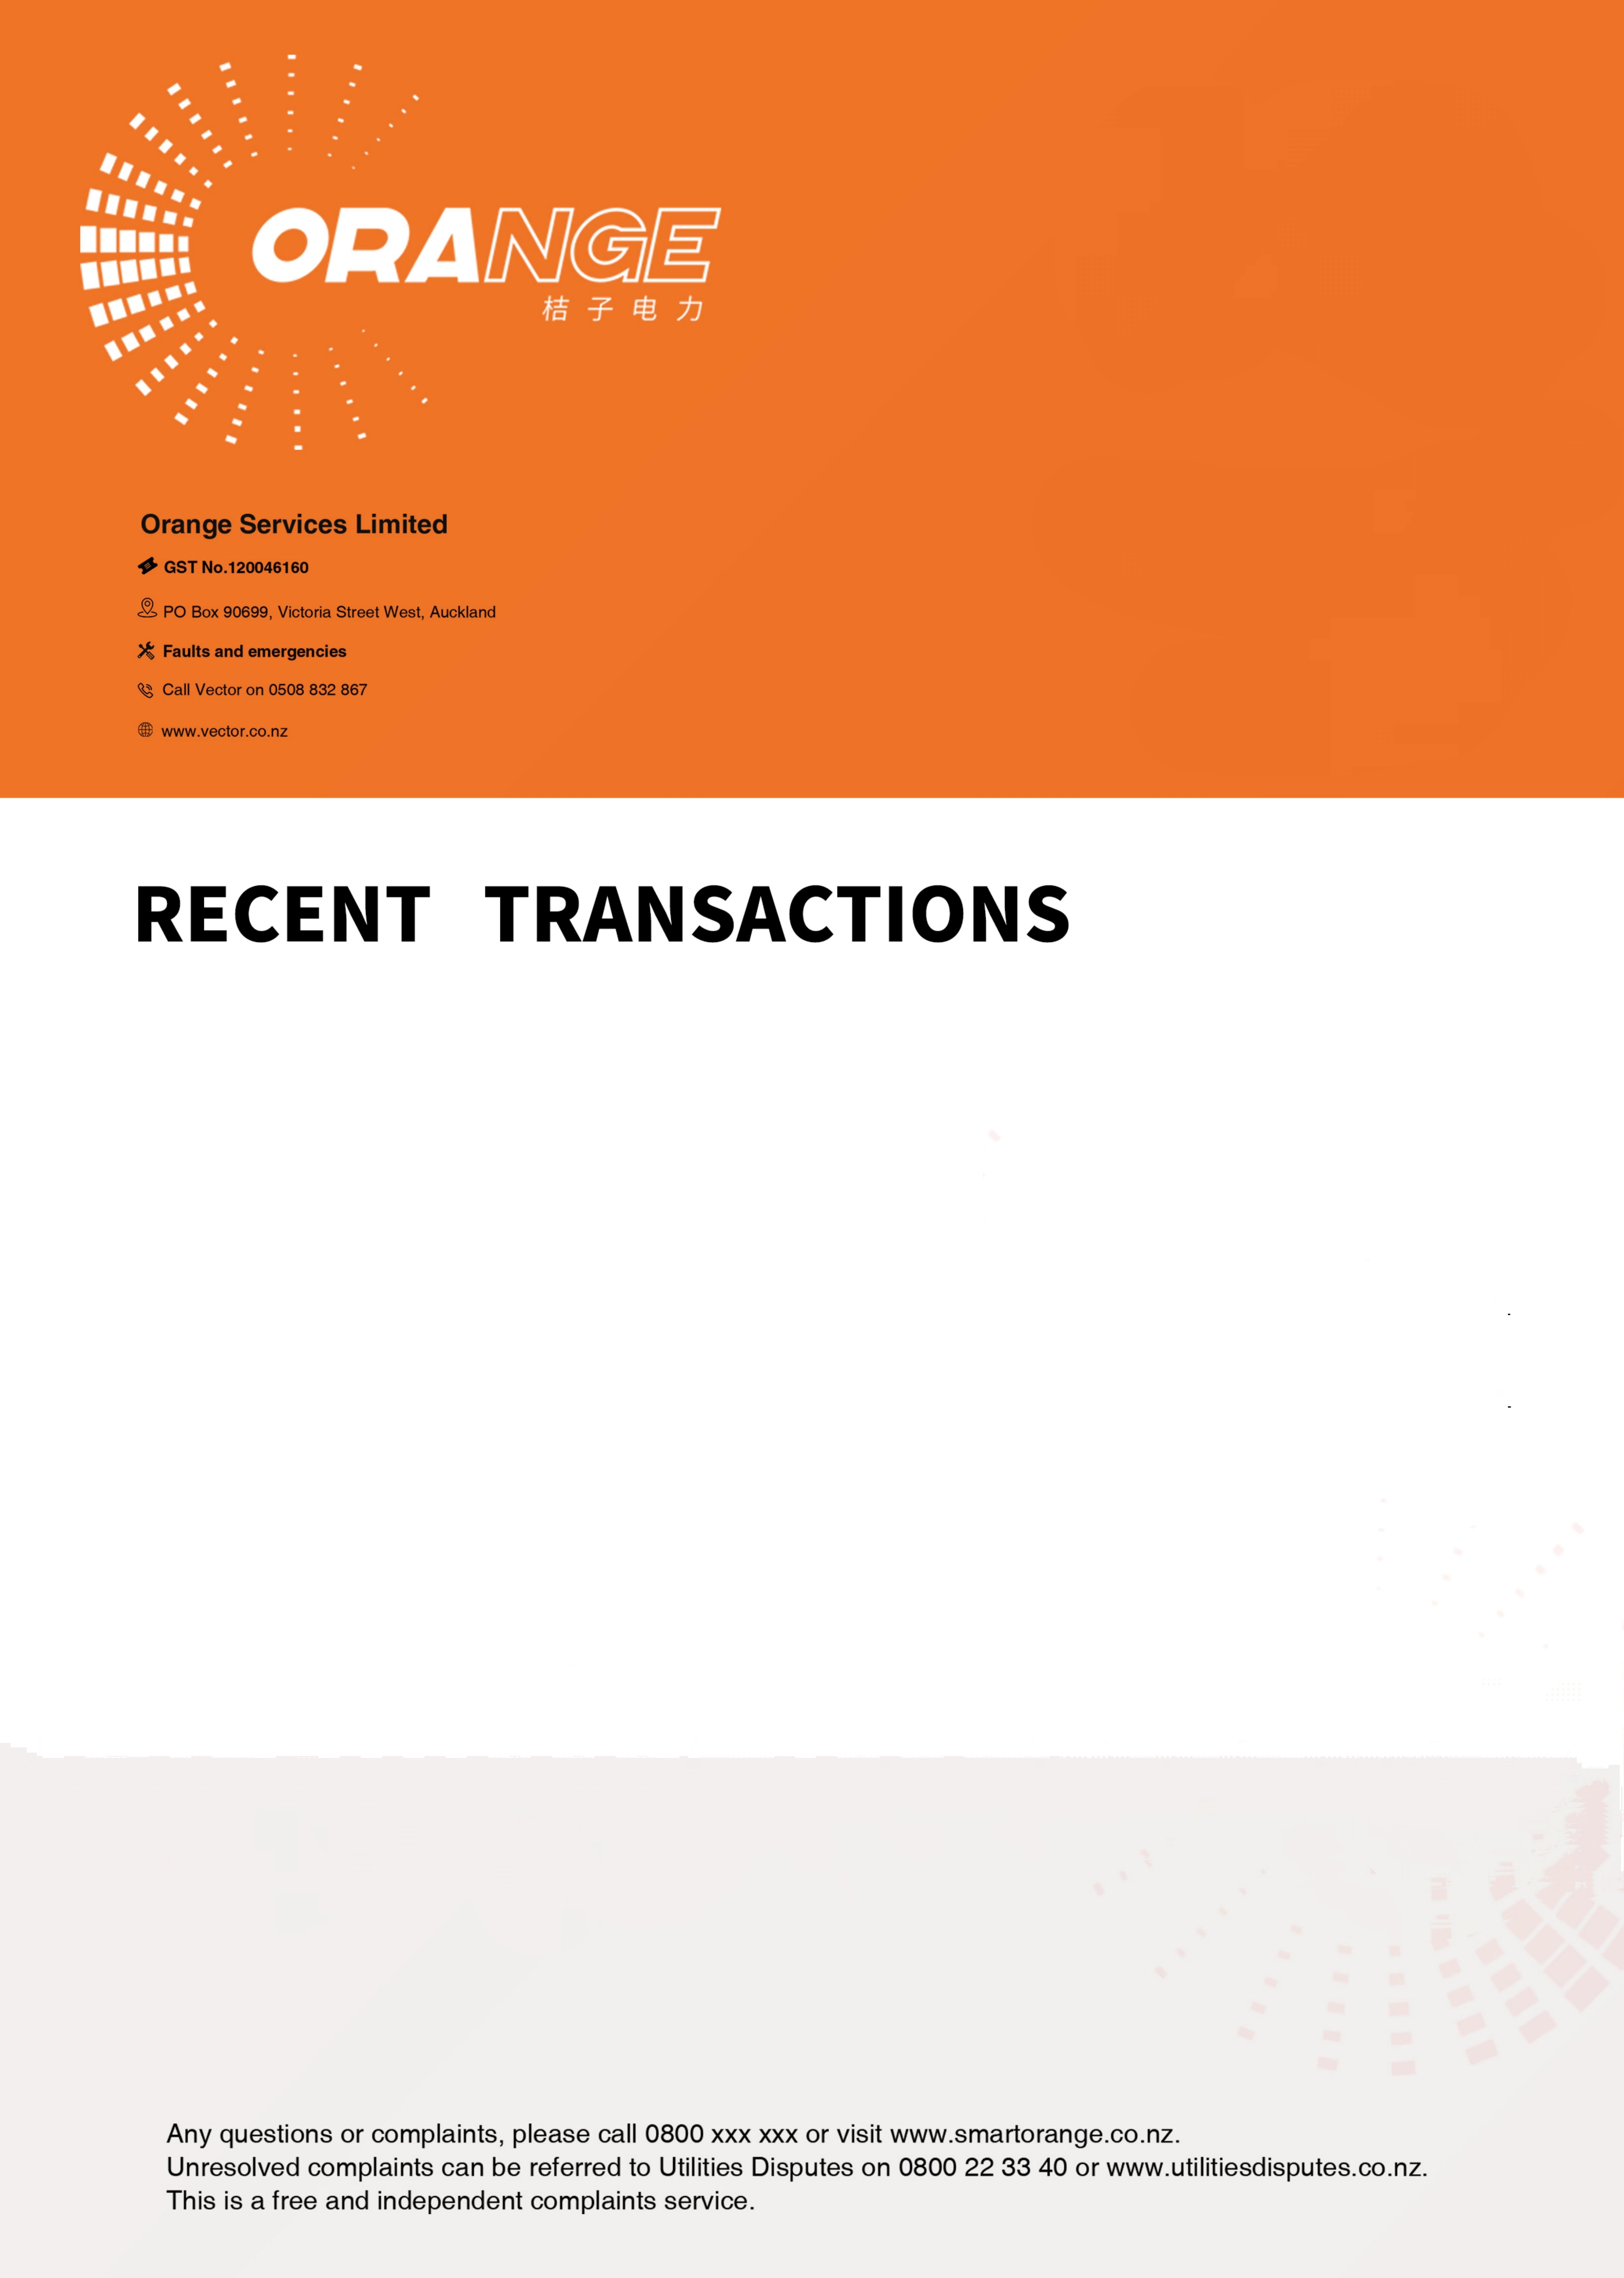 ORANGE
桔子电力
Orange Services Limited
GST No.120046160
PO Box 90699, Victoria Street West, Auckland
Faults and emergencies
Call Vector on 0508 832 867
www.vector.co.nz
RECENT TRANSACTIONS
Any questions or complaints, please call 0800 xxx xxx or visit www.smartorange.co.nz.
Unresolved complaints can be referred to Utilities Disputes on 0800 22 33 40 or www.utilitiesdisputes.co.nz.
This is a free and independent complaints service.